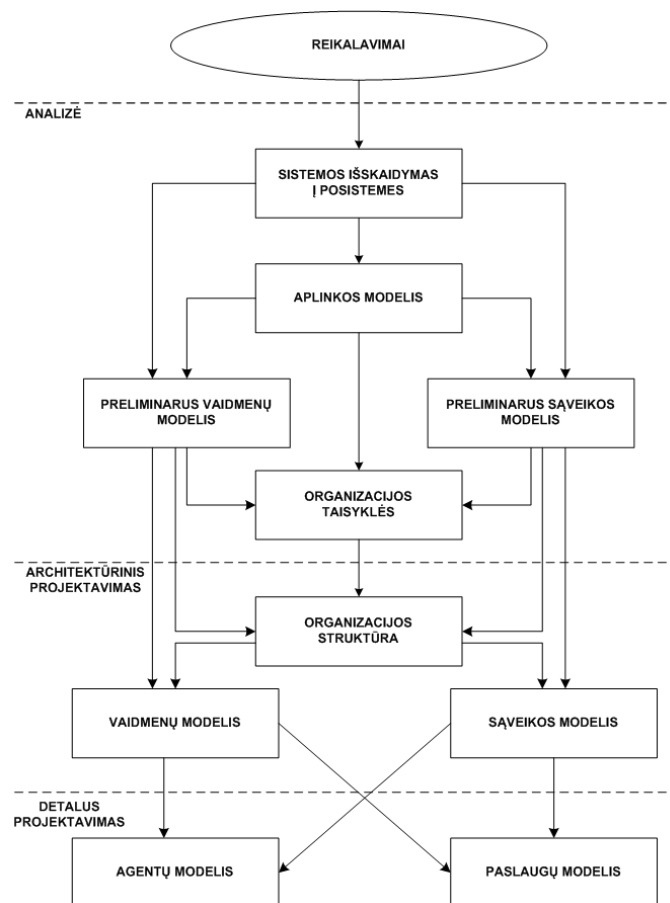 REIKALAVIMAI
ANALIZĖ
SISTEMOS IŠSKAIDYMAS
Į POSISTEMES
APLINKOS MODELIS
PRELIMINARUS VAIDMENŲ
MODELIS
PRELIMINARUS SĄVEIKOS
MODELIS
ORGANIZACIJOS
TAISYKLĖS
ARCHITEKTŪRINIS
PROJEKTAVIMAS
ORGANIZACIJOS
STRUKTŪRA
VAIDMENŲ MODELIS
SĄVEIKOS MODELIS
DETALUS
PROJEKTAVIMAS
AGENTŲ MODELIS
PASLAUGŲ MODELIS